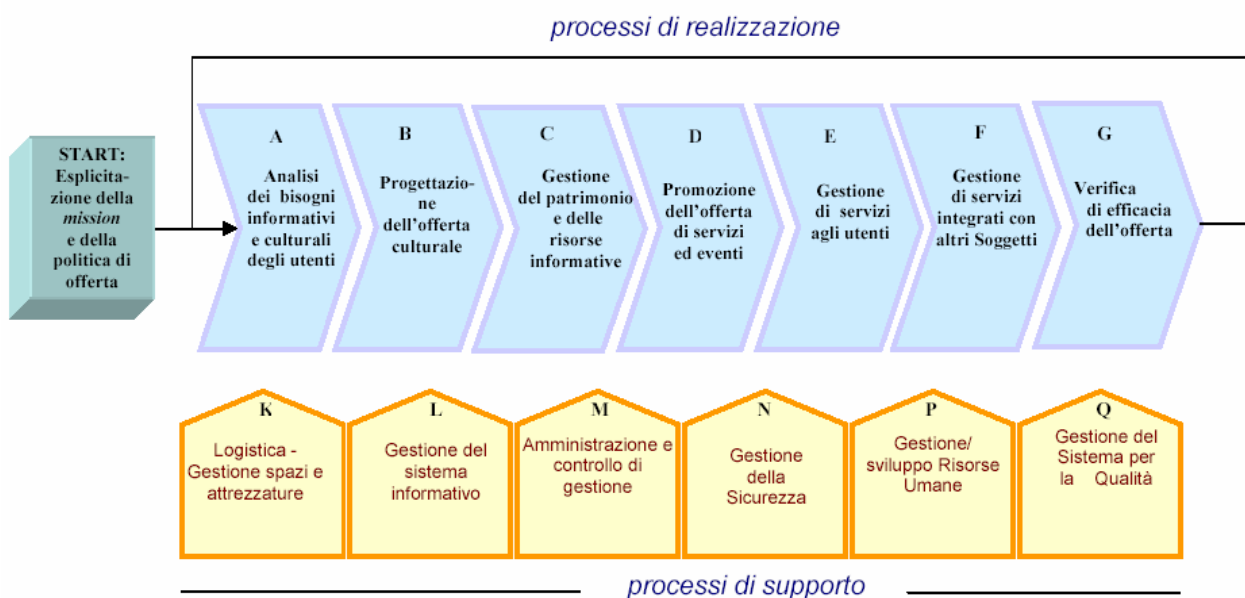 processi di realizzazione
START:
Esplicita-
zione della
mission
e della
politica di
offerta
A
Analisi
dei bisogni
informativi
e culturali
degli utenti
B
Progettazio-
ne
dell'offerta
culturale
C
Gestione
del patrimonio
e delle
risorse
informative
D
Promozione
dell'offerta
di servizi
ed eventi
E
Gestione
di servizi
agli utenti
F
Gestione
di servizi
integrati con
altri Soggetti
G
Verifica
di efficacia
dell'offerta
K
Logistica -
Gestione spazi e
attrezzature
L
Gestione del
sistema
informativo
M
Amministrazione e
controllo di
gestione
N
Gestione
della
Sicurezza
P
Gestione/
sviluppo Risorse
Umane
Q
Gestione del
Sistema per
la Qualità
processi di supporto